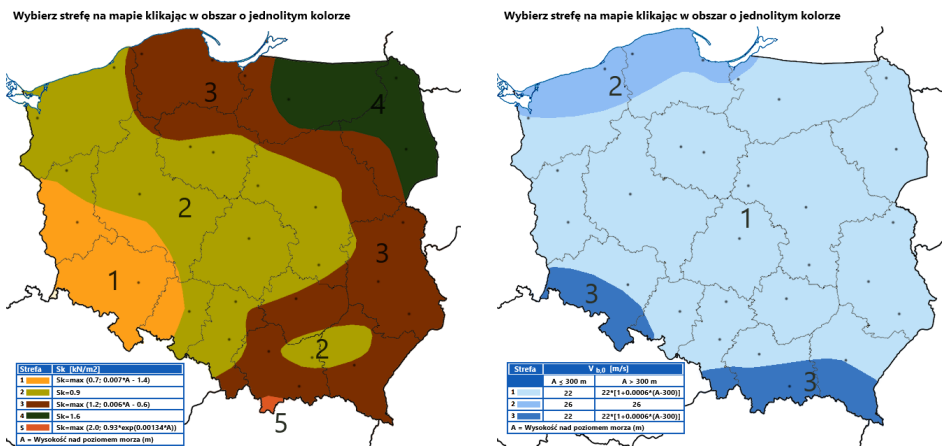 Wybierz strefę na mapie klikając w obszar o jednolitym kolorze
3
4
2
3
1
2
5
Strefa Sk [kN/m2]
1 Sk=max (0.7; 0.007*A - 1.4)
2 Sk=0.9
3 Sk=max (1.2; 0.006*A - 0.6)
4 Sk=1.6
5 Sk=max (2.0; 0.93*exp(0.00134*A))
A = Wysokość nad poziomem morza (m)
Wybierz strefę na mapie klikając w obszar o jednolitym kolorze
2
1
3
3
Strefa V b,0 [m/s]
A ≤ 300 m A > 300 m
1 22 22*[1+0.0006*(A-300)]
2 26 26
3 22 22*[1+0.0006*(A-300)]
A = Wysokość nad poziomem morza (m)